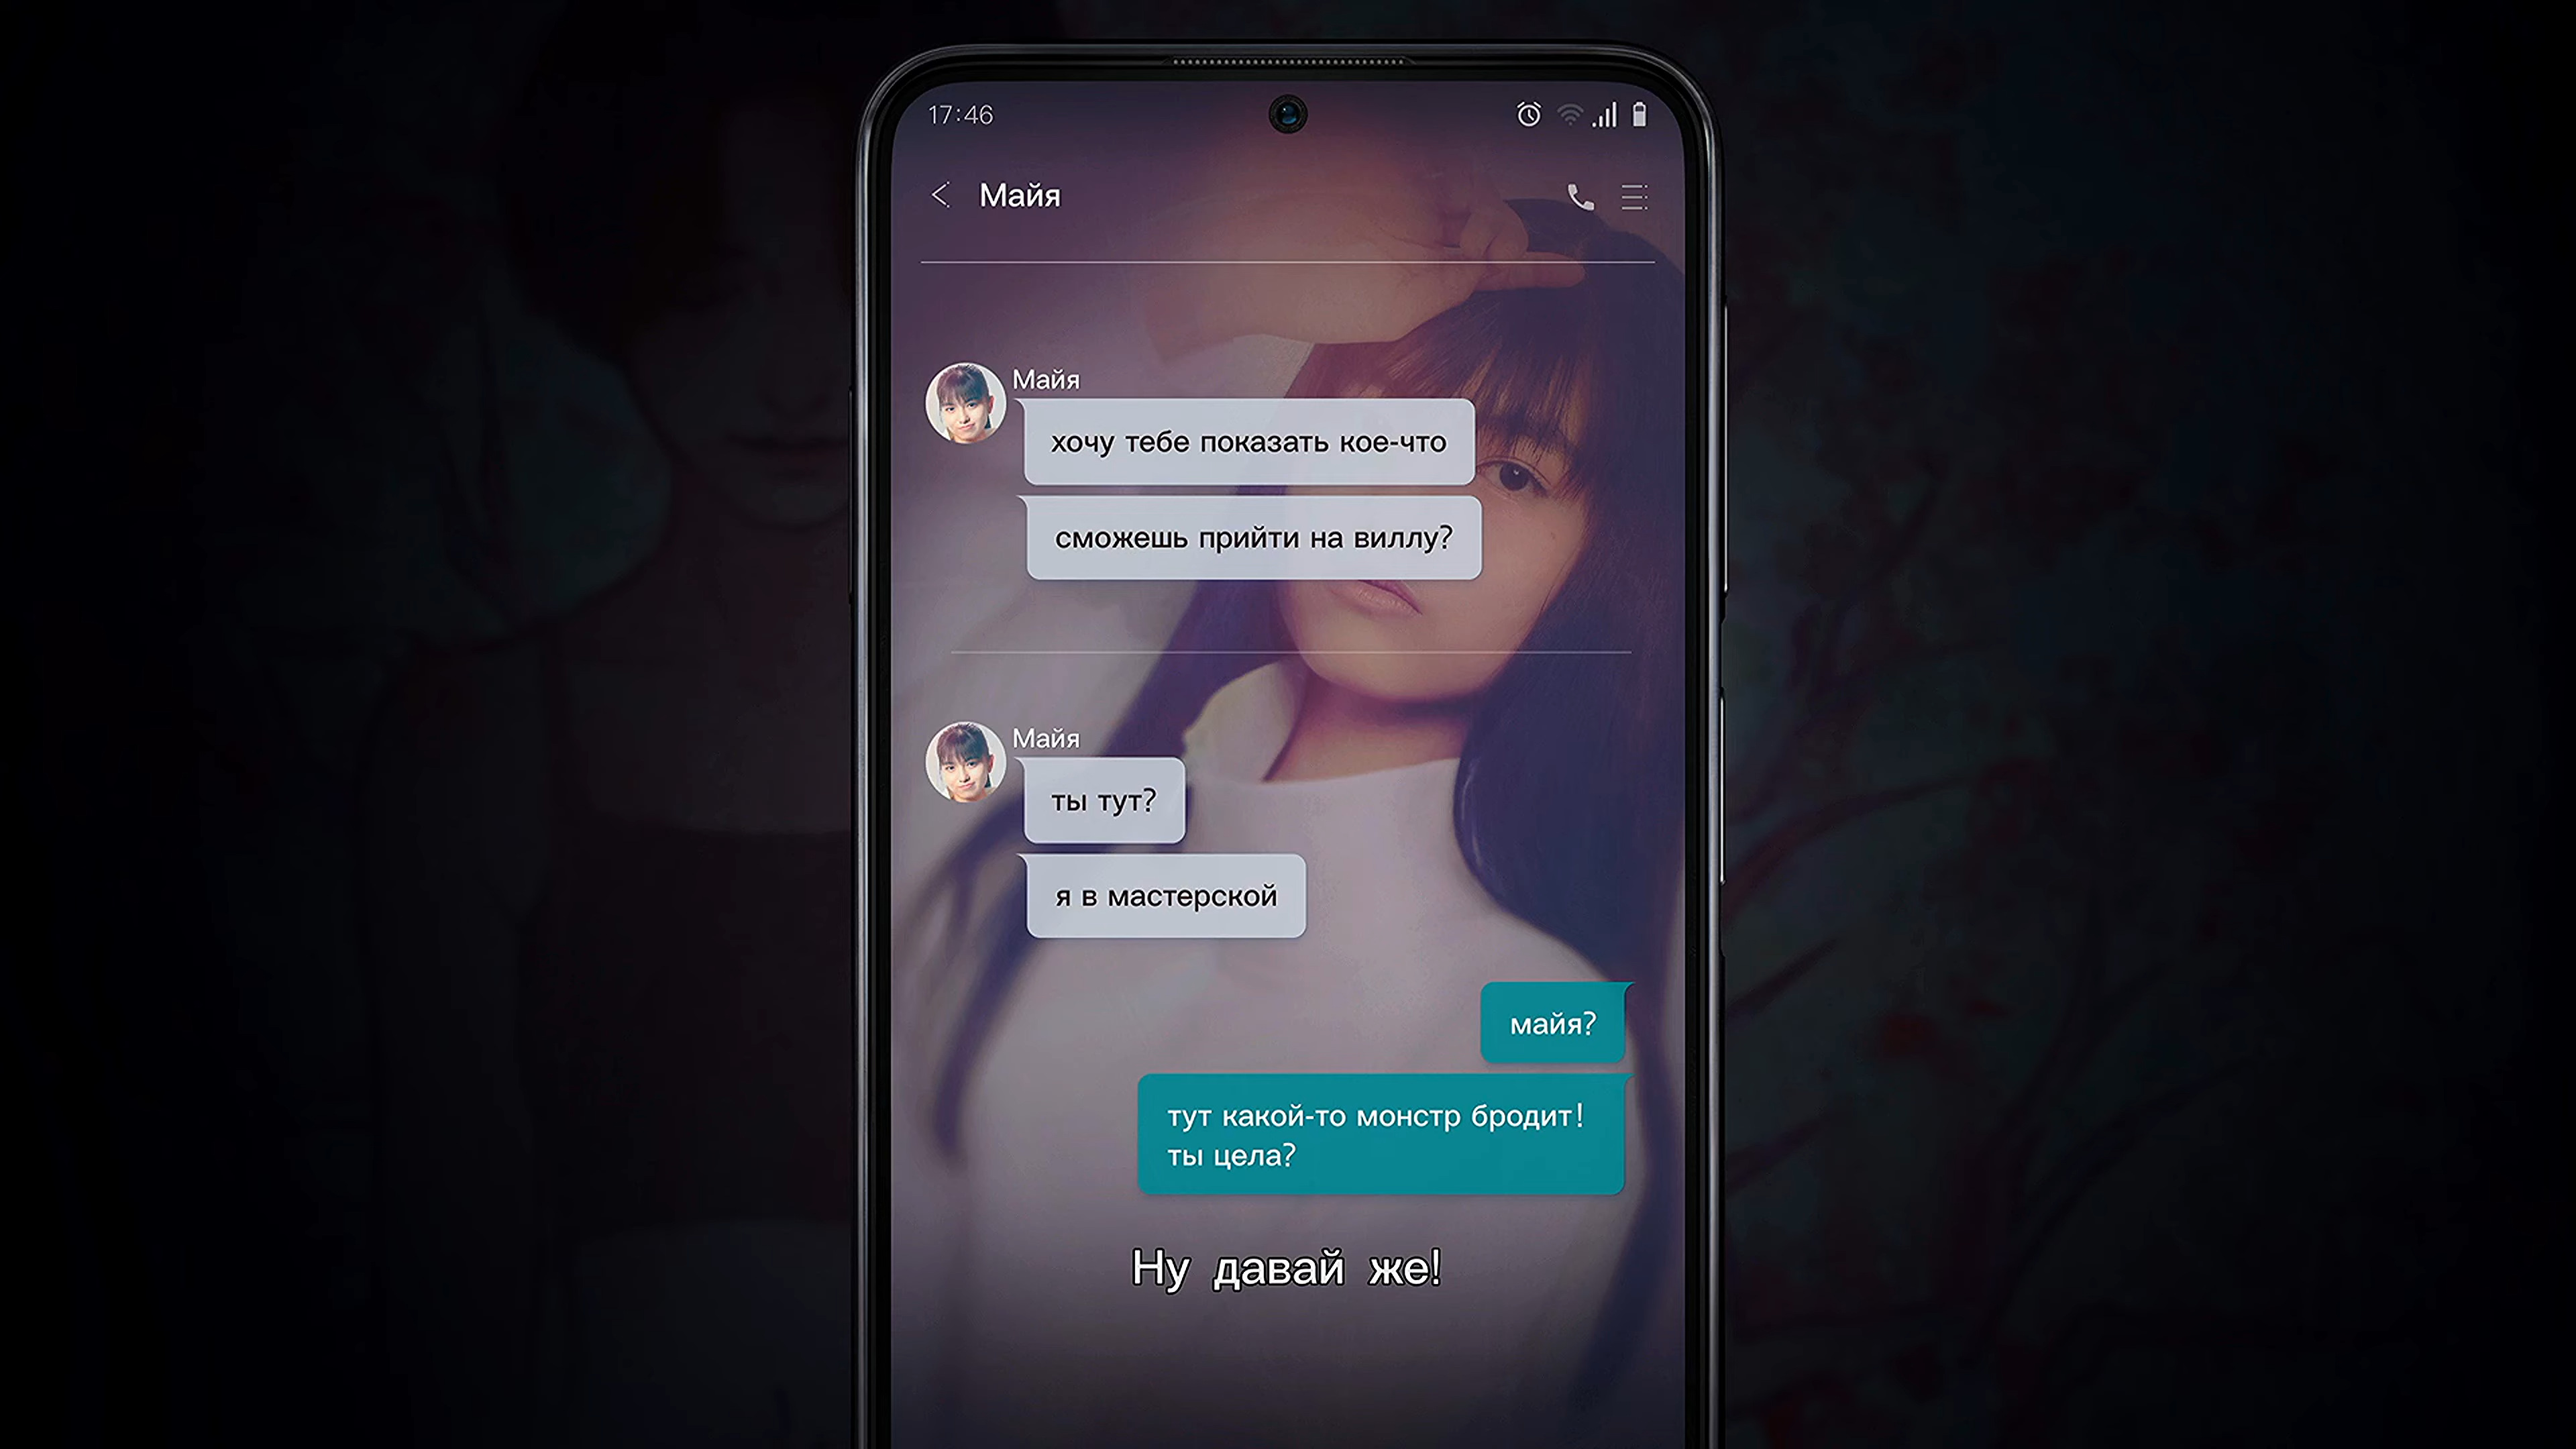 17:46
Майя
Майя
хочу тебе показать кое-что
сможешь прийти на виллу?
Майя
ты тут?
я в мастерской
майя?
тут какой-то монстр бродит!
ты цела?
Ну давай же!